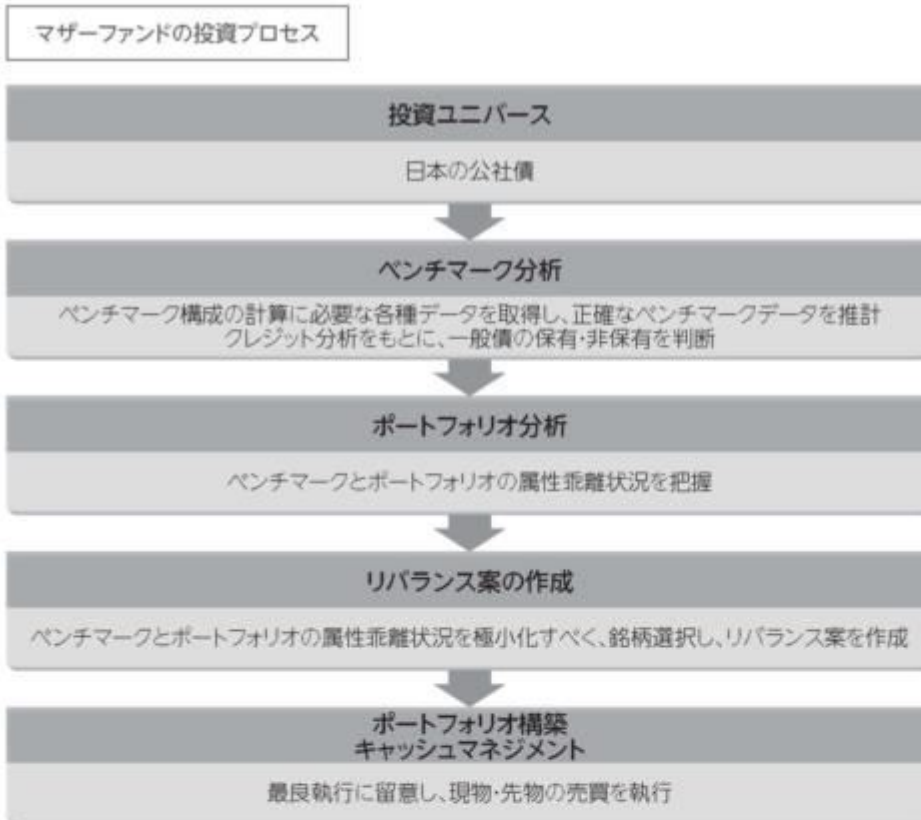 マザーファンドの投資プロセス
投資ユニバース
日本の公社債
ベンチマーク分析
ベンチマーク構成の計算に必要な各種データを取得し、正確なベンチマークデータを推計
クレジット分析をもとに、一般債の保有・非保有を判断
ポートフォリオ分析
ベンチマークとポートフォリオの属性乖離状況を把握
リバランス案の作成
ベンチマークとポートフォリオの属性乖離状況を極小化すべく、銘柄選択し、リバランス案を作成
ポートフォリオ構築
キャッシュマネジメント
最良執行に留意し、現物・先物の売買を執行